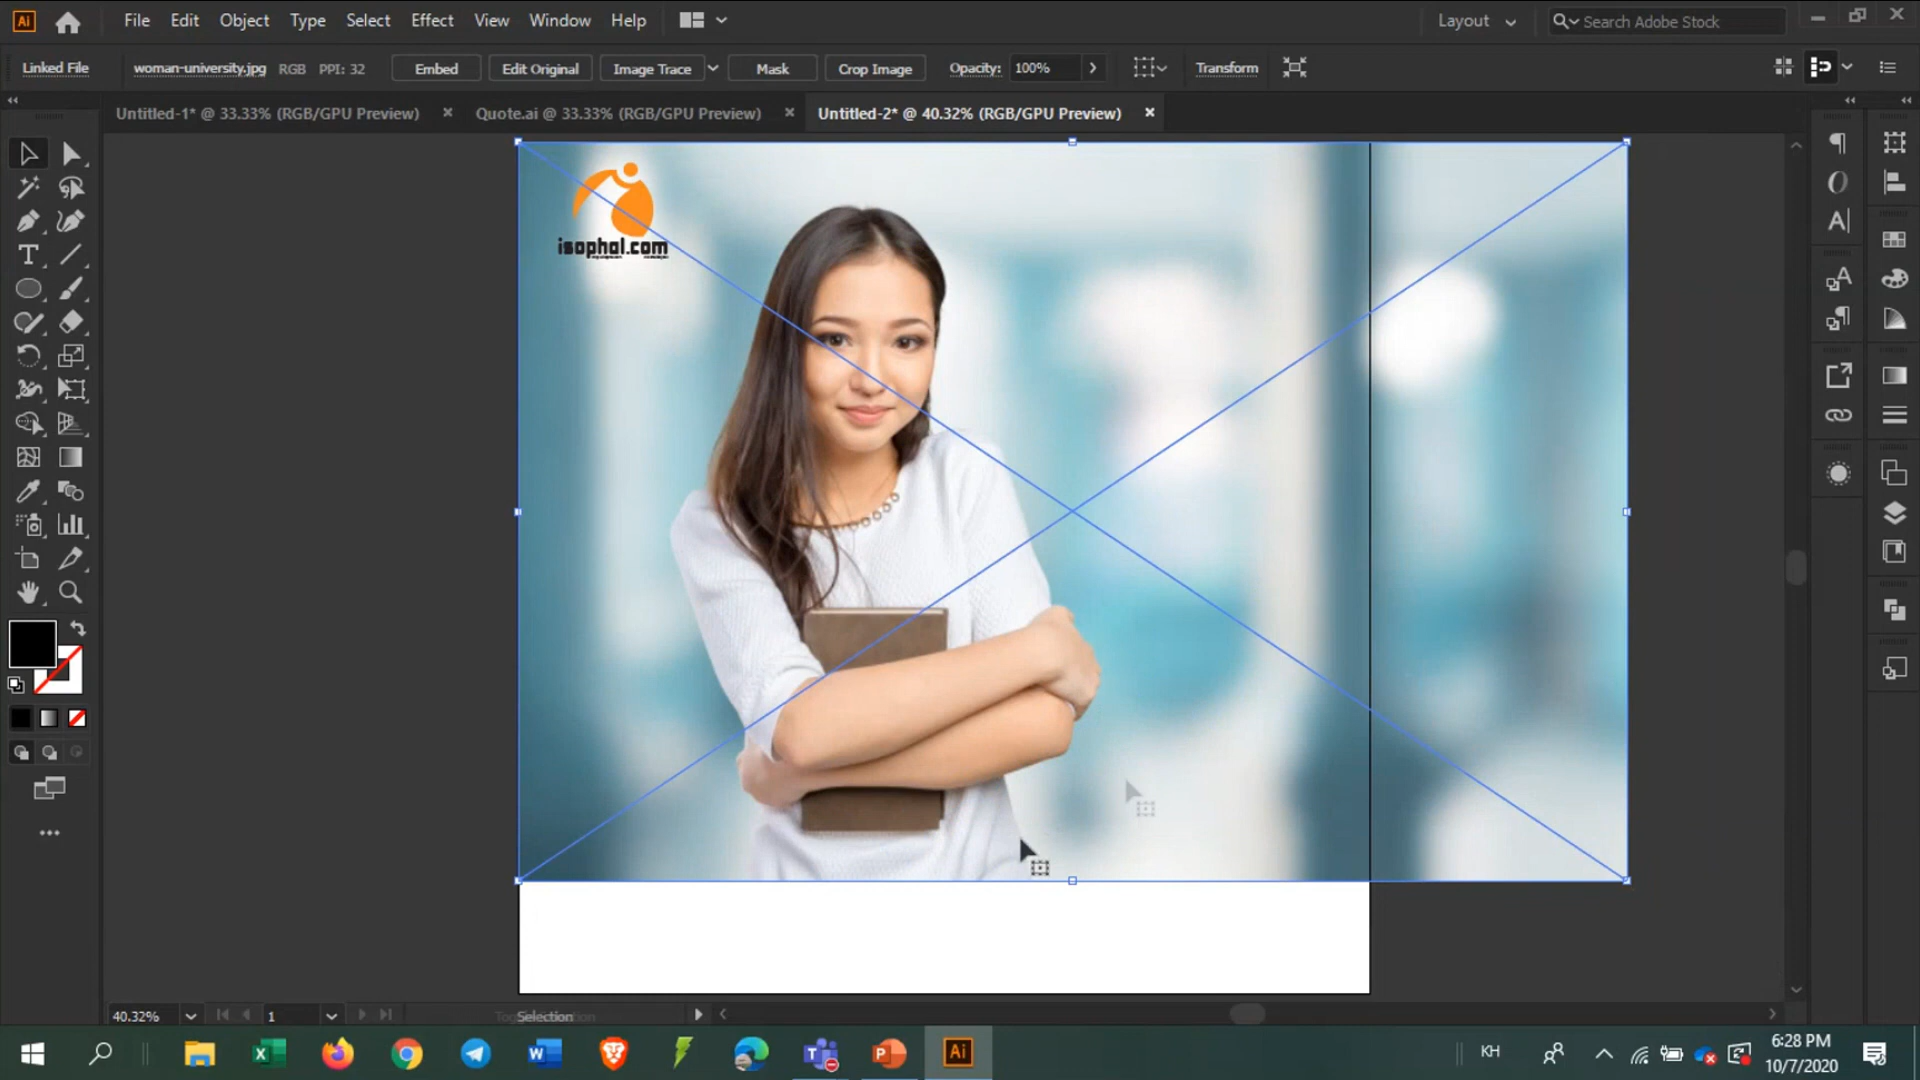 Ai
File Edit Object Type Select Effect View Window Help
Layout
Search Adobe Stock
Linked File
woman-university.jpg
RGB
PPI: 32
Embed
Edit Original
Image Trace
Mask
Crop Image
Opacity:
100%
Transform
Untitled-1* @ 33.33% (RGB/GPU Preview)
Quote.ai @ 33.33% (RGB/GPU Preview)
Untitled-2* @ 40.32% (RGB/GPU Preview)
isophal.com
40.32%
1
Selection
KH
6:28 PM
10/7/2020